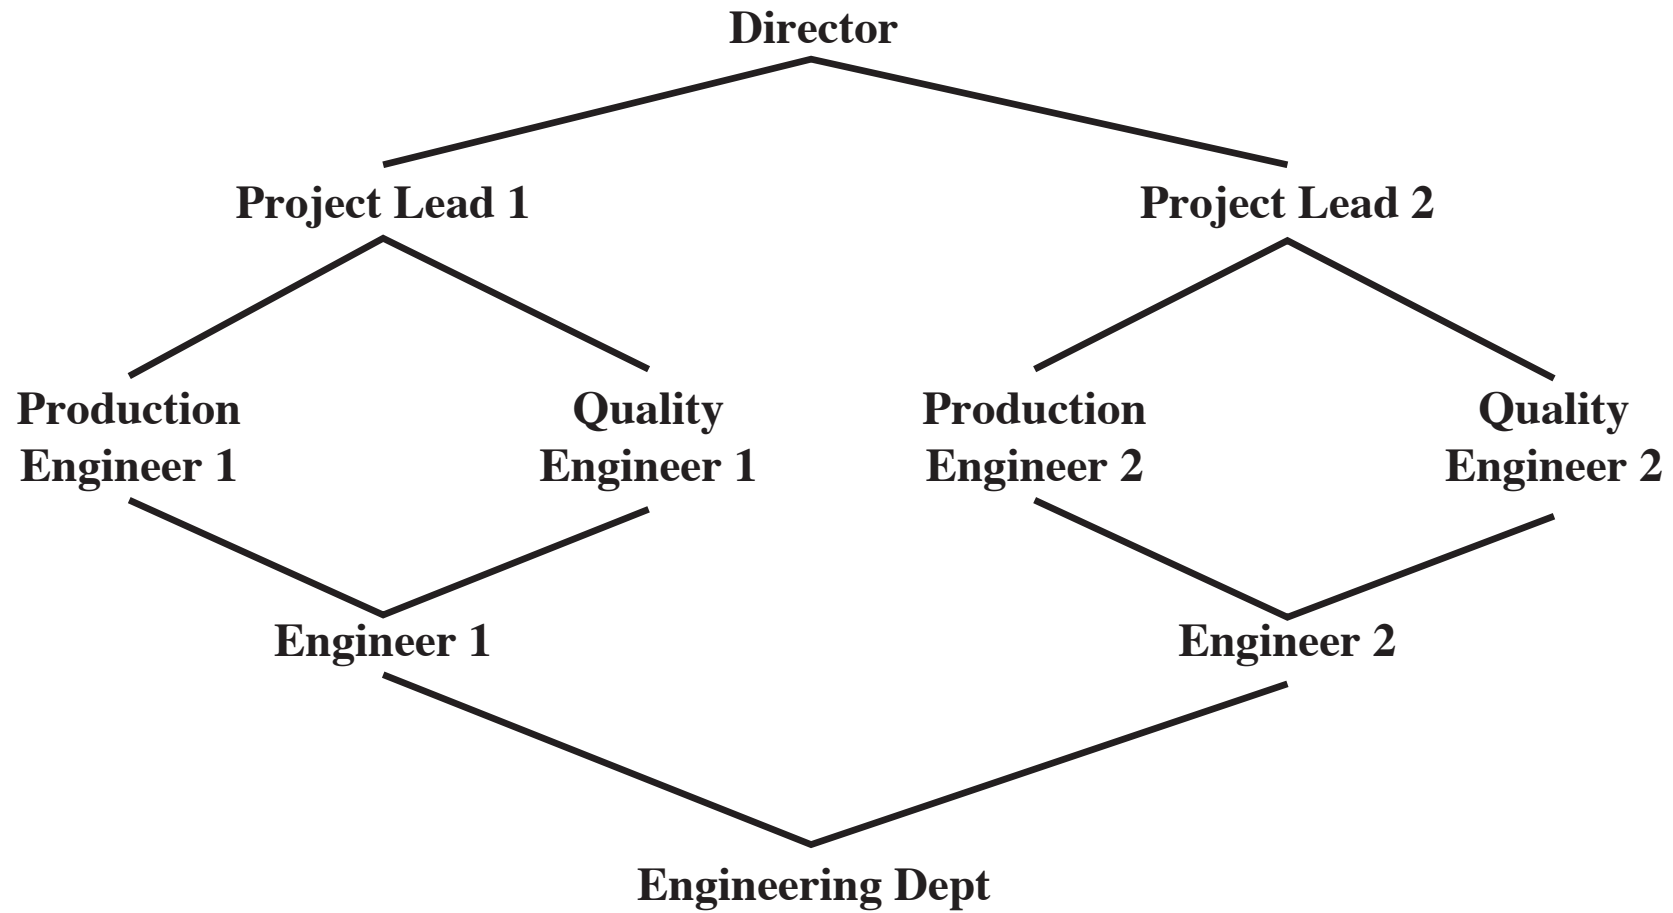 Director
Project Lead 1
Project Lead 2
Production
Engineer 1
Quality
Engineer 1
Production
Engineer 2
Quality
Engineer 2
Engineer 1
Engineer 2
Engineering Dept